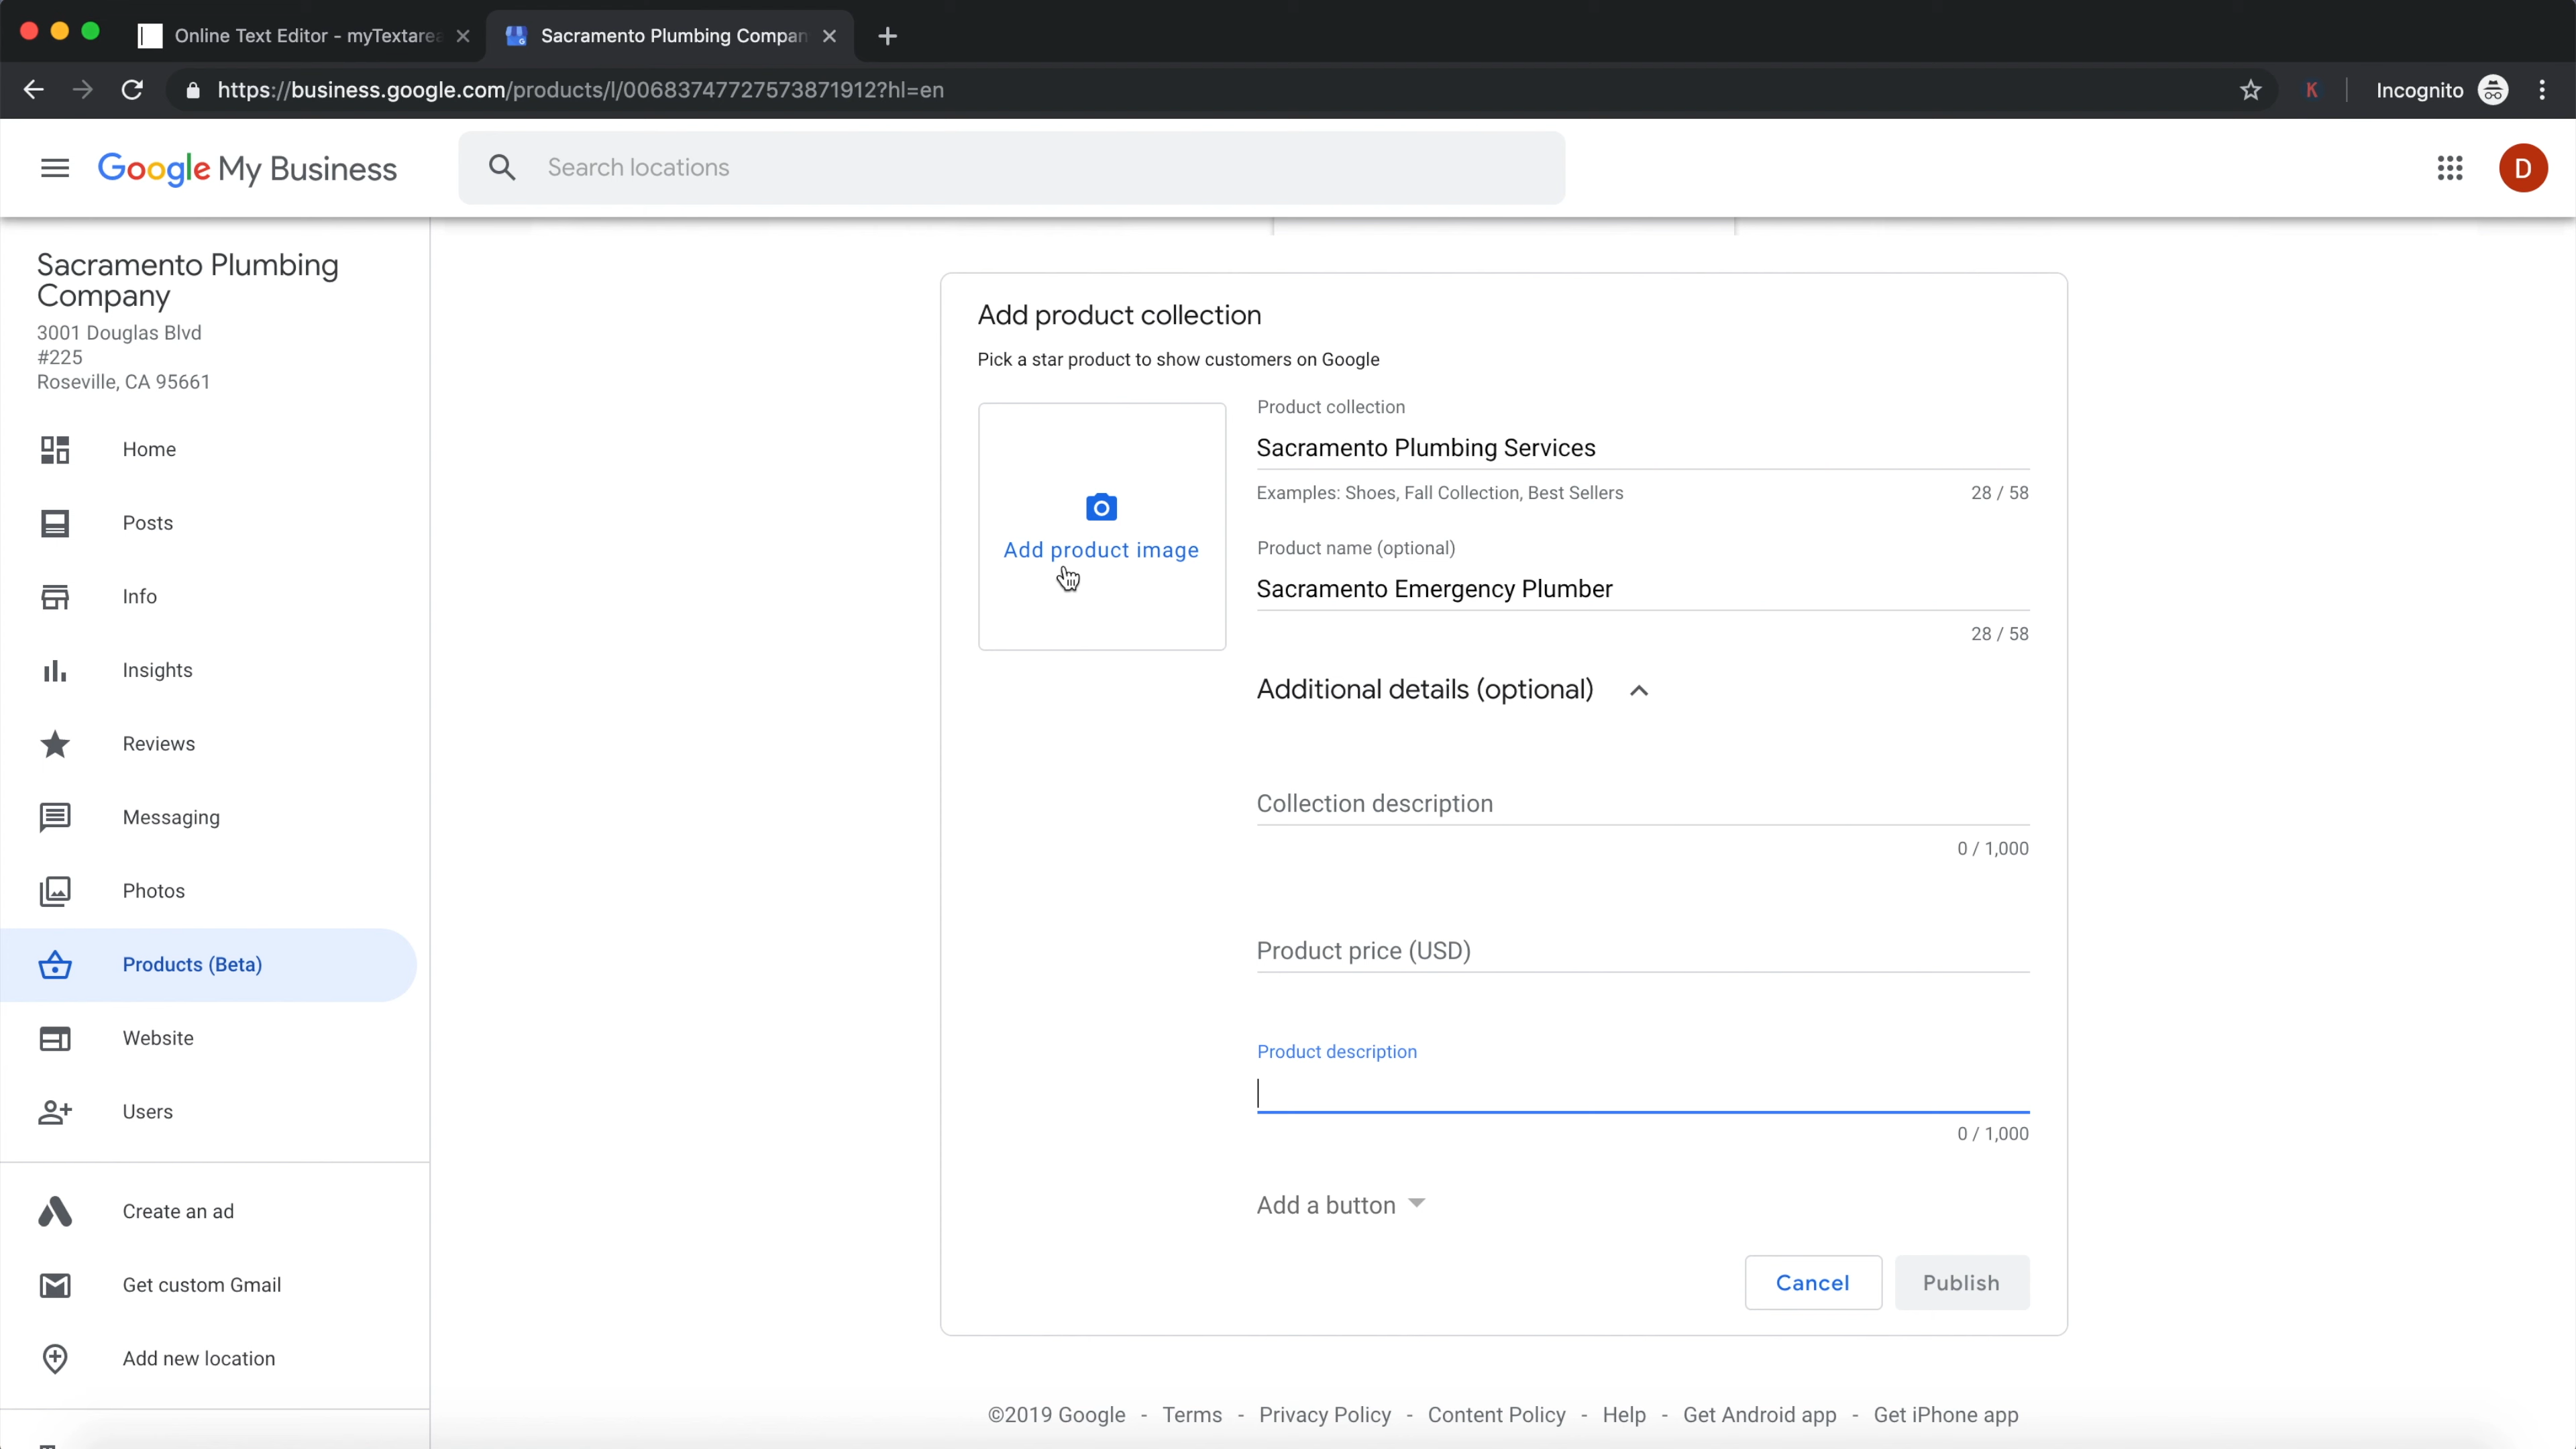 Online Text Editor - myTextarea
Sacramento Plumbing Compan
https://business.google.com/products/l/00683747727573871912?hl=en
K
Incognito
Google My Business
Search locations
D
Sacramento Plumbing
Company
3001 Douglas Blvd
#225
Roseville, CA 95661
Home
Posts
Info
Insights
Reviews
Messaging
Photos
Products (Beta)
Website
Users
Create an ad
Get custom Gmail
Add new location
Add product collection
Pick a star product to show customers on Google
Add product image
Product collection
Sacramento Plumbing Services
Examples: Shoes, Fall Collection, Best Sellers
28 / 58
Product name (optional)
Sacramento Emergency Plumber
28 / 58
Additional details (optional)
Collection description
0 / 1,000
Product price (USD)
Product description
0 / 1,000
Add a button
Cancel
Publish
©2019 Google - Terms - Privacy Policy - Content Policy - Help - Get Android app - Get iPhone app